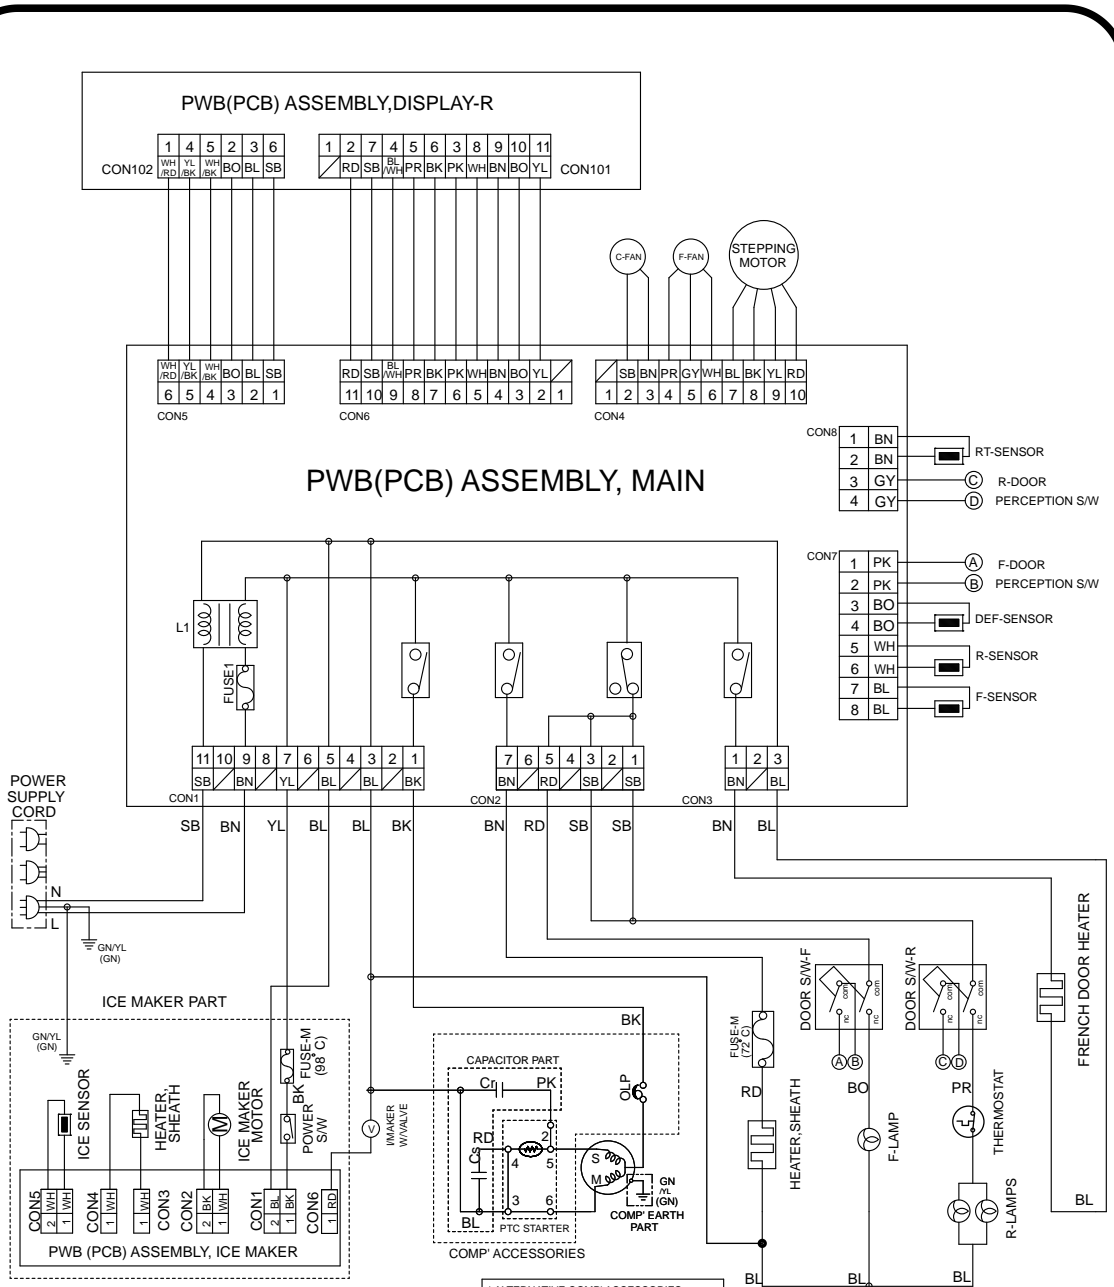 PWB(PCB) ASSEMBLY,DISPLAY-R
1 4 5 2 3 6
CON102 WH/RD YL/BK WH/BK BO BL SB
1 2 7 4 5 6 3 8 9 10 11
RD SB BL/WH PR BK PK WH BN BO YL CON101
C-FAN
F-FAN
STEPPING
MOTOR
WH/RD YL/BK WH/BK BO BL SB
6 5 4 3 2 1
CON5
RD SB BL/WH PR BK PK WH BN BO YL
11 10 9 8 7 6 5 4 3 2 1
CON6
SB BN PR GY WH BL BK YL RD
1 2 3 4 5 6 7 8 9 10
CON4
PWB(PCB) ASSEMBLY, MAIN
CON8
1 BN
2 BN
3 GY
4 GY
RT-SENSOR
C R-DOOR
D PERCEPTION S/W
CON7
1 PK
2 PK
3 BO
4 BO
5 WH
6 WH
7 BL
8 BL
A F-DOOR
B PERCEPTION S/W
DEF-SENSOR
R-SENSOR
F-SENSOR
L1
FUSE1
11 10 9 8 7 6 5 4 3 2 1
SB BN YL BL BL BK
CON1
7 6 5 4 3 2 1
BN RD SB SB
CON2
1 2 3
BN BL
CON3
SB BN YL BL BL BK BN RD SB SB BN BL
POWER
SUPPLY
CORD
N
L
GN/YL
(GN)
GN/YL
(GN)
ICE MAKER PART
ICE SENSOR
HEATER,
SHEATH
M
ICE MAKER
MOTOR
FUSE-M
(98°C)
BK
POWER
S/W
V
I/MAKER
W/VALVE
CON5
2 WH
1 WH
CON4
1 WH
1 WH
CON3
CON2
2 BK
1 WH
CON1
2 BL
1 BK
CON6
1 RD
PWB (PCB) ASSEMBLY, ICE MAKER
CAPACITOR PART
Cr
PK
RD
Cs
BL
2
4 5
3 6
PTC STARTER
COMP' ACCESSORIES
BK
OLP
S
M
GN
/YL
(GN)
COMP' EARTH
PART
FUSE-M
(72°C)
RD
HEATER,SHEATH
DOOR S/W-F
com
com
nc
nc
A B
BO
F-LAMP
DOOR S/W-R
com
com
nc
nc
C D
PR
THERMOSTAT
R-LAMPS
FRENCH DOOR HEATER
BL
BL
BL
BL